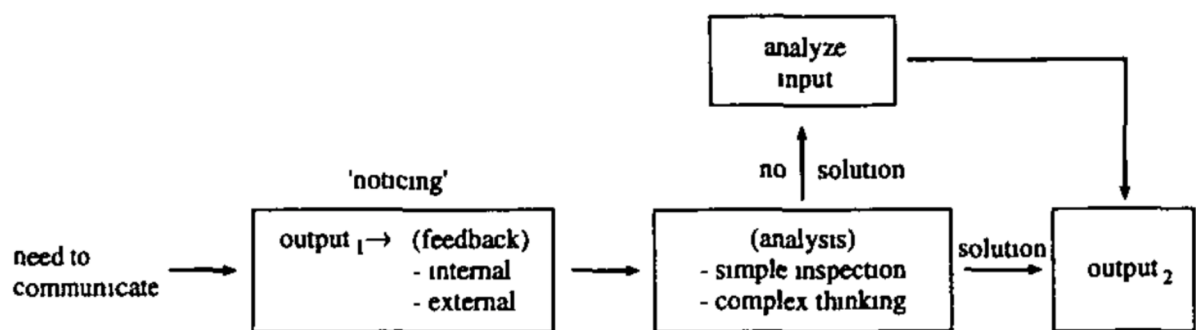 analyze
input
no solution
'noticing'
need to
communicate
output 1 → (feedback)
- internal
- external
(analysis)
- simple inspection
- complex thinking
solution
output 2